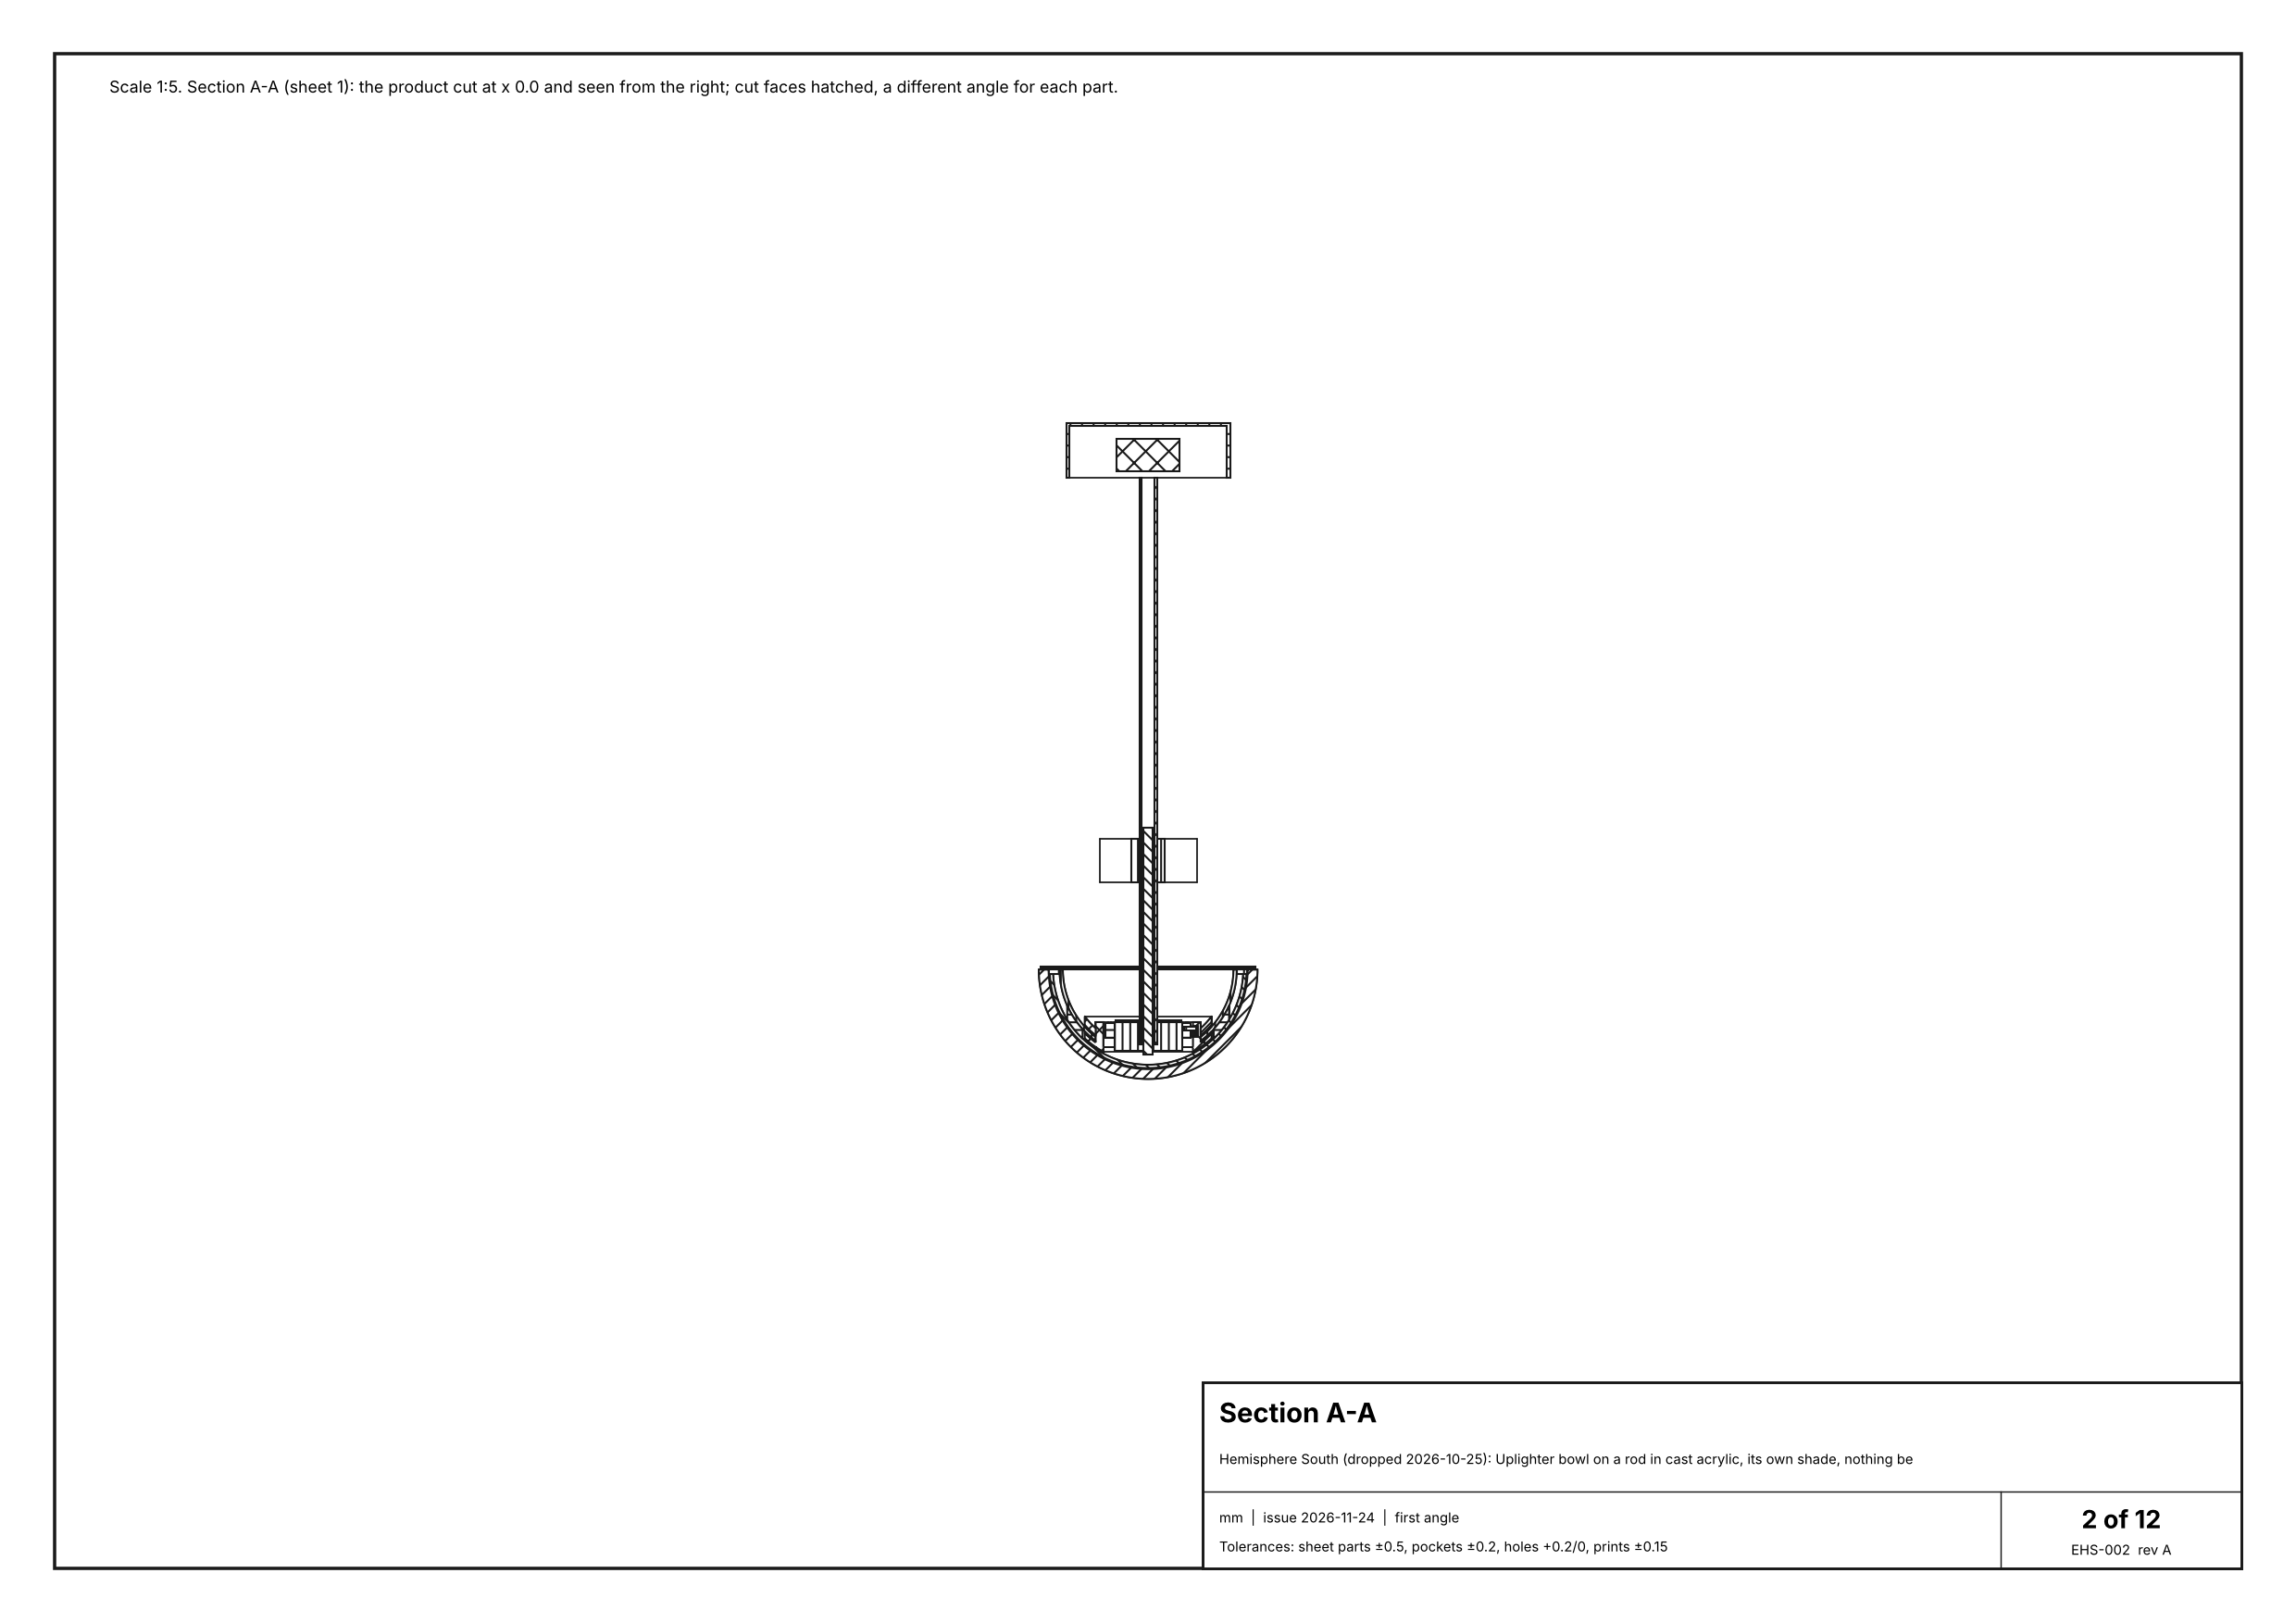 Scale 1:5. Section A-A (sheet 1): the product cut at x 0.0 and seen from the right; cut faces hatched, a different angle for each part.
Section A-A
Hemisphere South (dropped 2026-10-25): Uplighter bowl on a rod in cast acrylic, its own shade, nothing be
mm | issue 2026-11-24 | first angle
Tolerances: sheet parts ±0.5, pockets ±0.2, holes +0.2/0, prints ±0.15
2 of 12
EHS-002 rev A